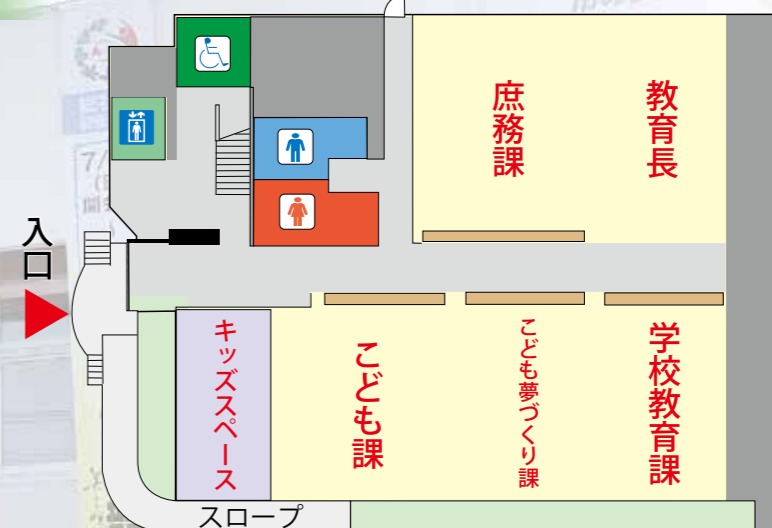 庶務課
教育長
入口
キッズスペース
こども課
こども夢づくり課
学校教育課
スロープ